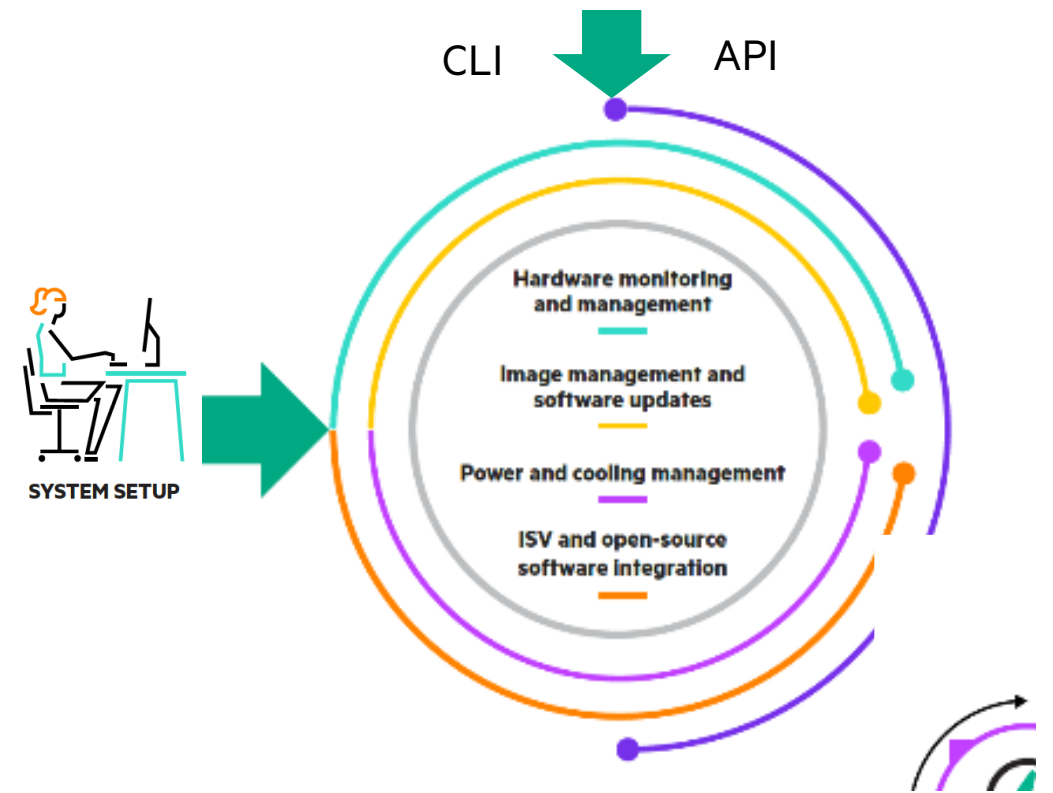 CLI
API
Hardware monitoring
and management
Image management and
software updates
Power and cooling management
ISV and open-source
software integration
SYSTEM SETUP